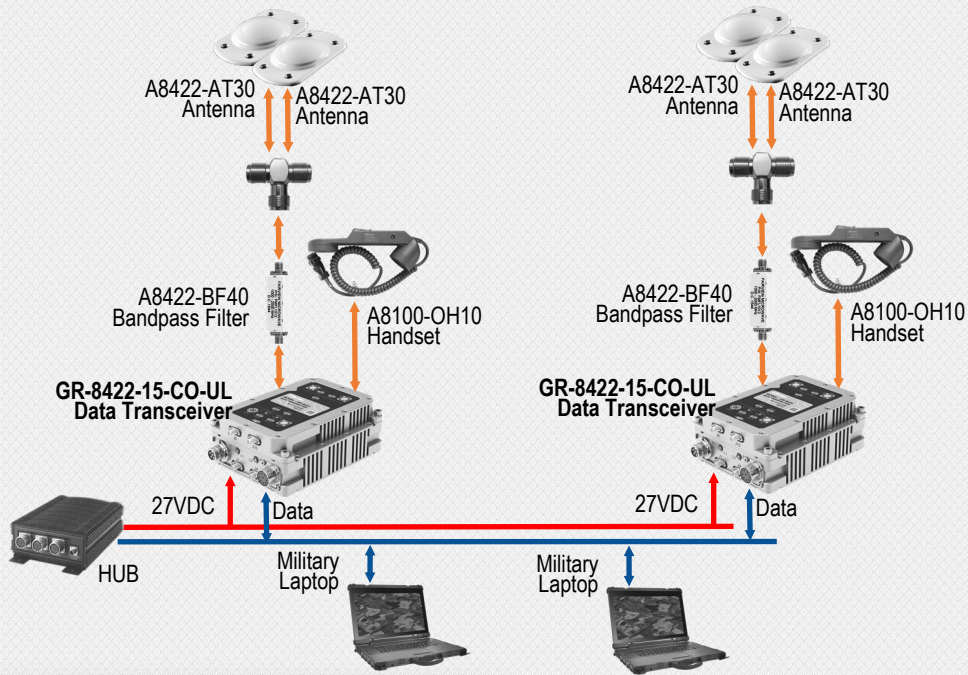 A8422-AT30
Antenna
A8422-AT30
Antenna
A8422-BF40
Bandpass Filter
A8100-OH10
Handset
GR-8422-15-CO-UL
Data Transceiver
27VDC
Data
A8422-AT30
Antenna
A8422-AT30
Antenna
A8422-BF40
Bandpass Filter
A8100-OH10
Handset
GR-8422-15-CO-UL
Data Transceiver
27VDC
Data
HUB
Military
Laptop
Military
Laptop